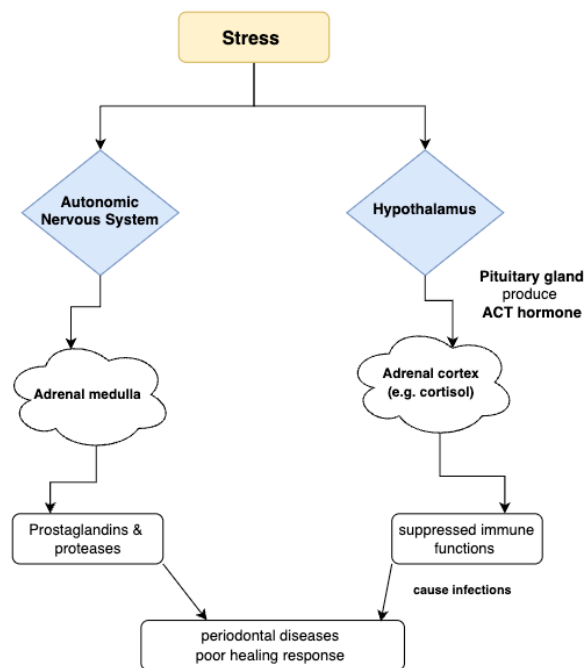 Stress
Autonomic
Nervous System
Hypothalamus
Pituitary gland
produce
ACT hormone
Adrenal medulla
Adrenal cortex
(e.g. cortisol)
Prostaglandins &
proteases
suppressed immune
functions
cause infections
periodontal diseases
poor healing response